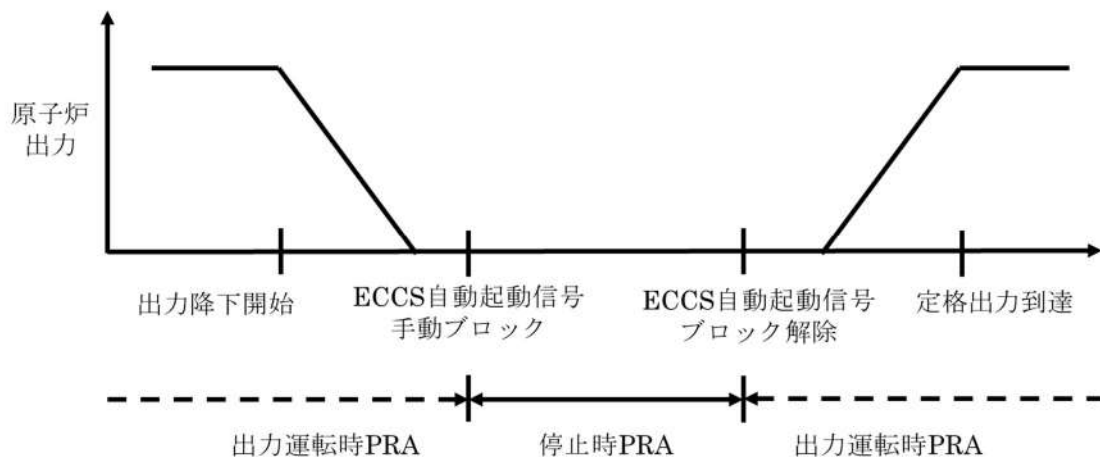 原子炉
出力
出力降下開始
ECCS自動起動信号
手動ブロック
ECCS自動起動信号
ブロック解除
定格出力到達
出力運転時PRA
停止時PRA
出力運転時PRA